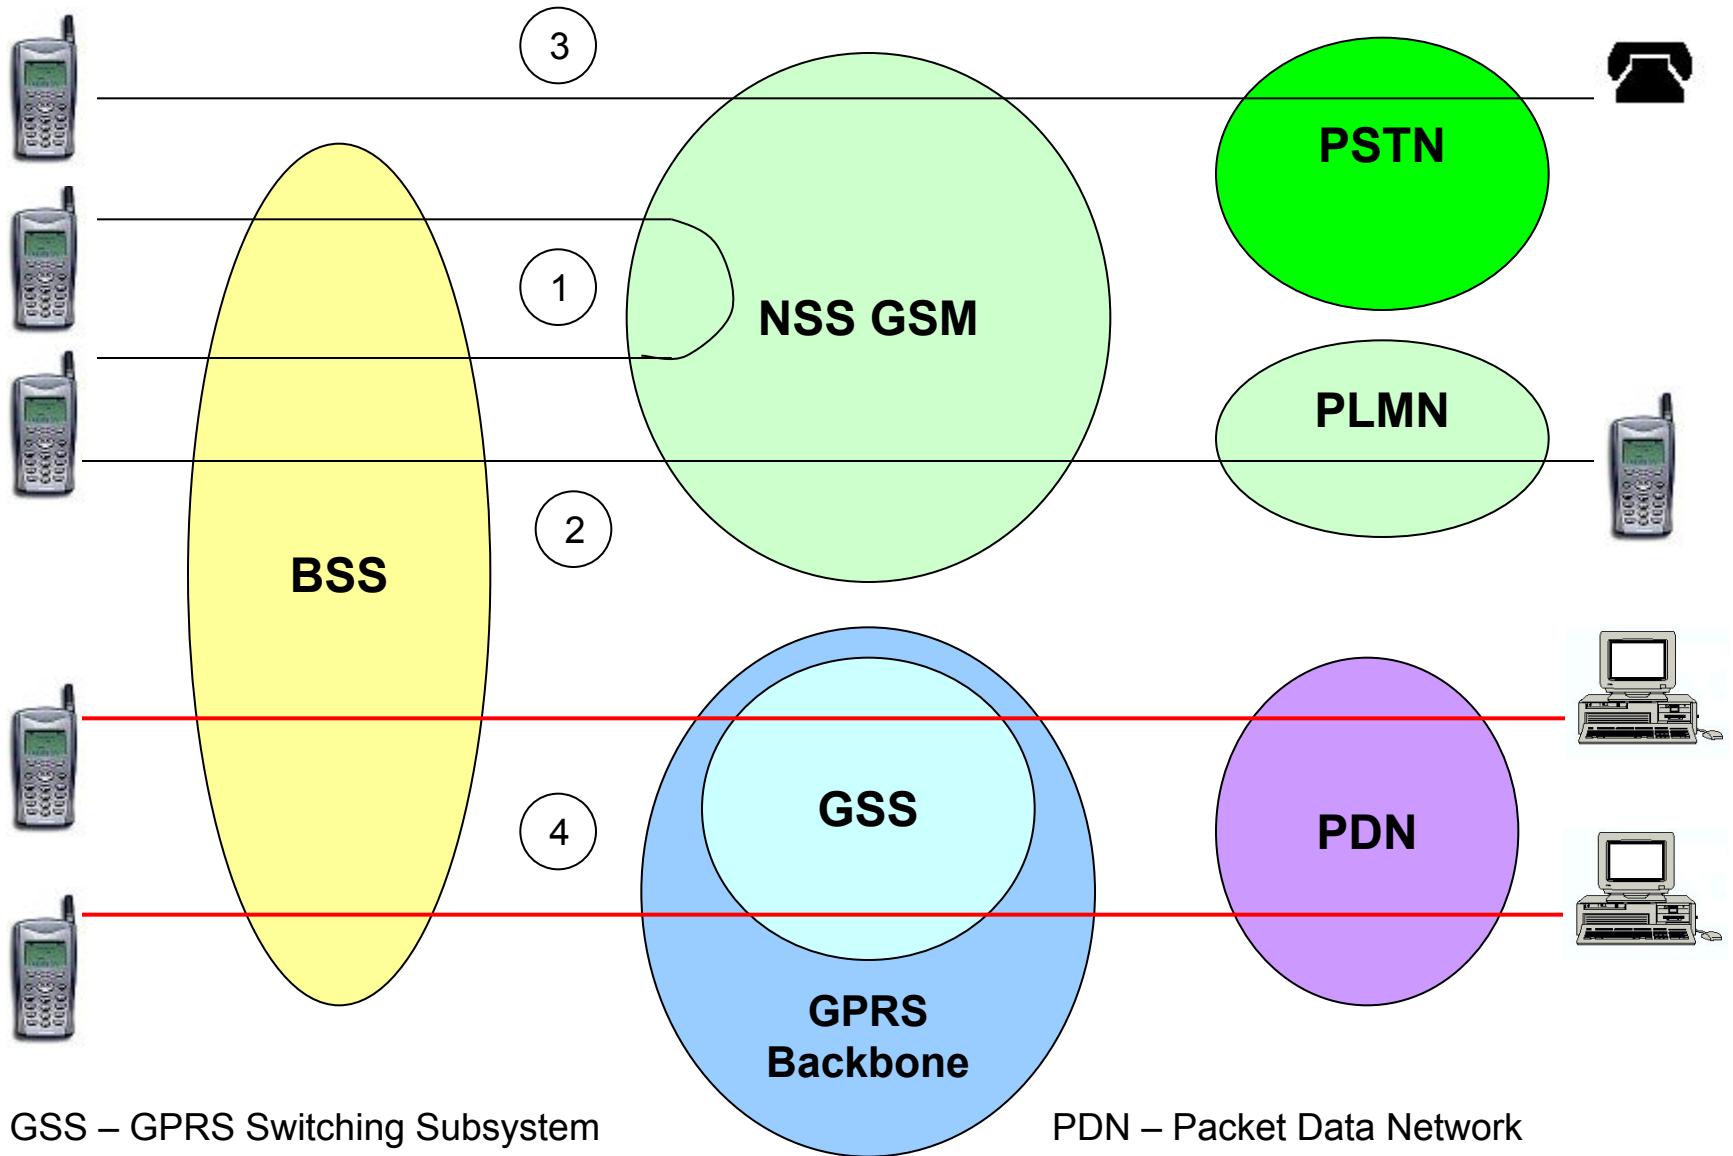 3
PSTN
1
NSS GSM
PLMN
2
BSS
GSS
4
PDN
GPRS
Backbone
GSS – GPRS Switching Subsystem
PDN – Packet Data Network